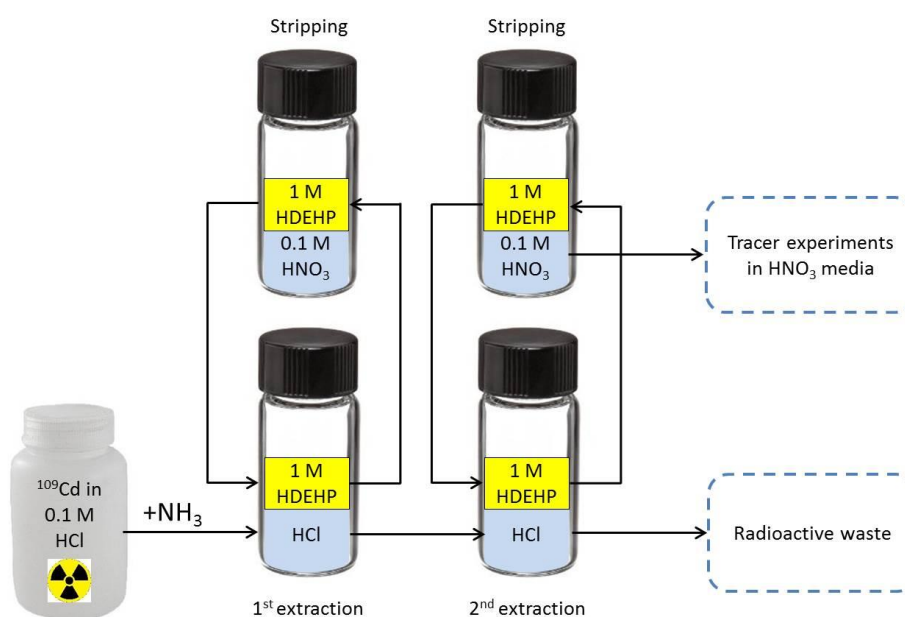 Stripping
Stripping
1 M
HDEHP
0.1 M
HNO₃
1 M
HDEHP
0.1 M
HNO₃
Tracer experiments
in HNO₃ media
¹⁰⁹Cd in
0.1 M
HCl
+NH₃
1 M
HDEHP
HCl
1 M
HDEHP
HCl
Radioactive waste
1ˢᵗ extraction
2ⁿᵈ extraction